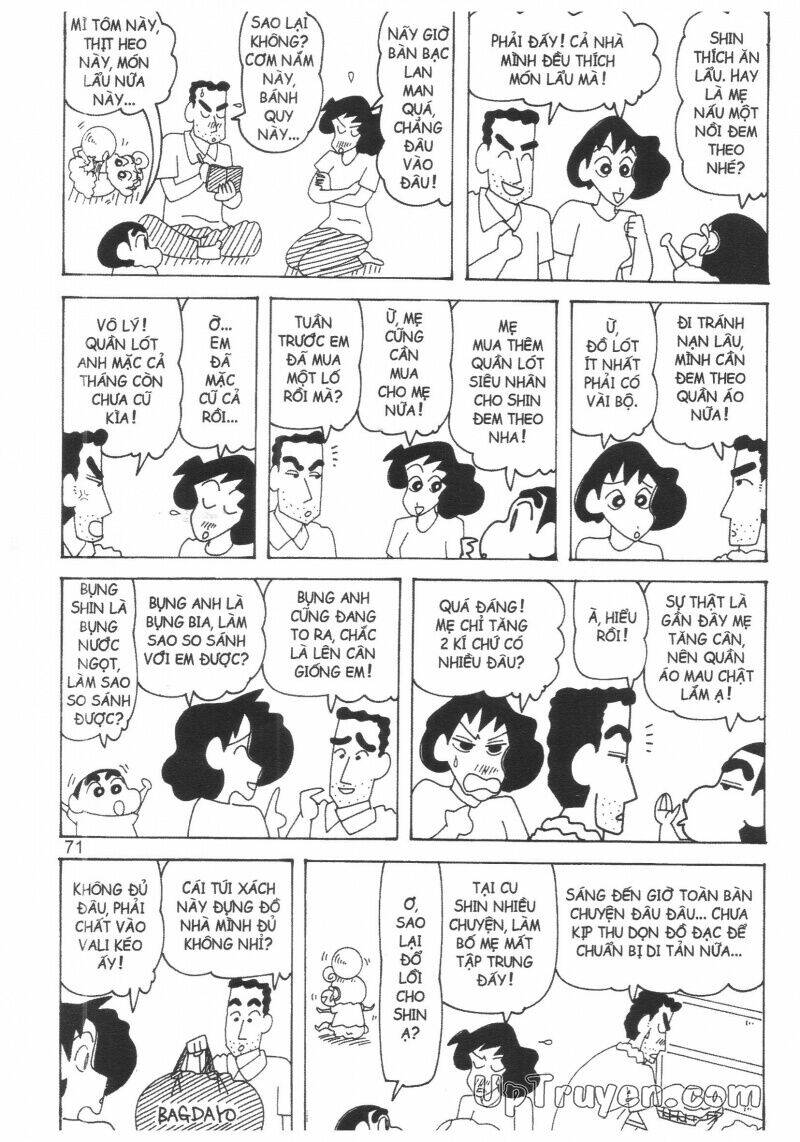 SHIN
THÍCH ĂN
LẨU. HAY
LÀ MẸ
NẤU MỘT
NỒI ĐEM
THEO
NHÉ?
PHẢI ĐẤY! CẢ NHÀ
MÌNH ĐỀU THÍCH
MÓN LẨU MÀ!
NÃY GIỜ
BÀN BẠC
LAN
MAN
QUÁ,
CHẲNG
ĐÂU
VÀO
ĐÂU!
SAO LẠI
KHÔNG?
CƠM NẮM
NÀY,
BÁNH
QUY
NÀY...
MÌ TÔM NÀY,
THỊT HEO
NÀY, MÓN
LẨU NỮA
NÀY...
ĐI TRÁNH
NẠN LÂU,
MÌNH CẦN
ĐEM THEO
QUẦN ÁO
NỮA!
Ừ,
ĐỒ LÓT
ÍT NHẤT
PHẢI CÓ
VÀI BỘ.
MẸ
MUA THÊM
QUẦN LÓT
SIÊU NHÂN
CHO SHIN
ĐEM THEO
NHA!
Ừ, MẸ
CŨNG
CẦN
MUA
CHO MẸ
NỮA!
TUẦN
TRƯỚC EM
ĐÃ MUA
MỘT LỐ
RỒI MÀ?
Ờ...
EM
ĐÃ
MẶC
CŨ CẢ
RỒI...
VÔ LÝ!
QUẦN LÓT
ANH MẶC CẢ
THÁNG CÒN
CHƯA CŨ
KÌA!
SỰ THẬT LÀ
GẦN ĐÂY MẸ
TĂNG CÂN,
NÊN QUẦN
ÁO MAU CHẬT
LẮM Ạ!
À, HIỂU
RỒI!
QUÁ ĐÁNG!
MẸ CHỈ TĂNG
2 KÍ CHỨ CÓ
NHIỀU ĐÂU?
BỤNG ANH
CŨNG ĐANG
TO RA, CHẮC
LÀ LÊN CÂN
GIỐNG EM!
BỤNG ANH LÀ
BỤNG BIA, LÀM
SAO SO SÁNH
VỚI EM ĐƯỢC?
BỤNG
SHIN LÀ
BỤNG
NƯỚC
NGỌT,
LÀM SAO
SO SÁNH
ĐƯỢC?
71
SÁNG ĐẾN GIỜ TOÀN BÀN
CHUYỆN ĐÂU ĐÂU... CHƯA
KỊP THU DỌN ĐỒ ĐẠC ĐỂ
CHUẨN BỊ DI TẢN NỮA...
TẠI CU
SHIN NHIỀU
CHUYỆN, LÀM
BỐ MẸ MẤT
TẬP TRUNG
ĐẤY!
Ơ,
SAO
LẠI
ĐỔ
LỖI
CHO
SHIN
Ạ?
CÁI TÚI XÁCH
NÀY ĐỰNG ĐỒ
NHÀ MÌNH ĐỦ
KHÔNG NHỈ?
KHÔNG ĐỦ
ĐÂU, PHẢI
CHẤT VÀO
VALI KÉO
ẤY!
BAGDAYO
UpTruyen.com